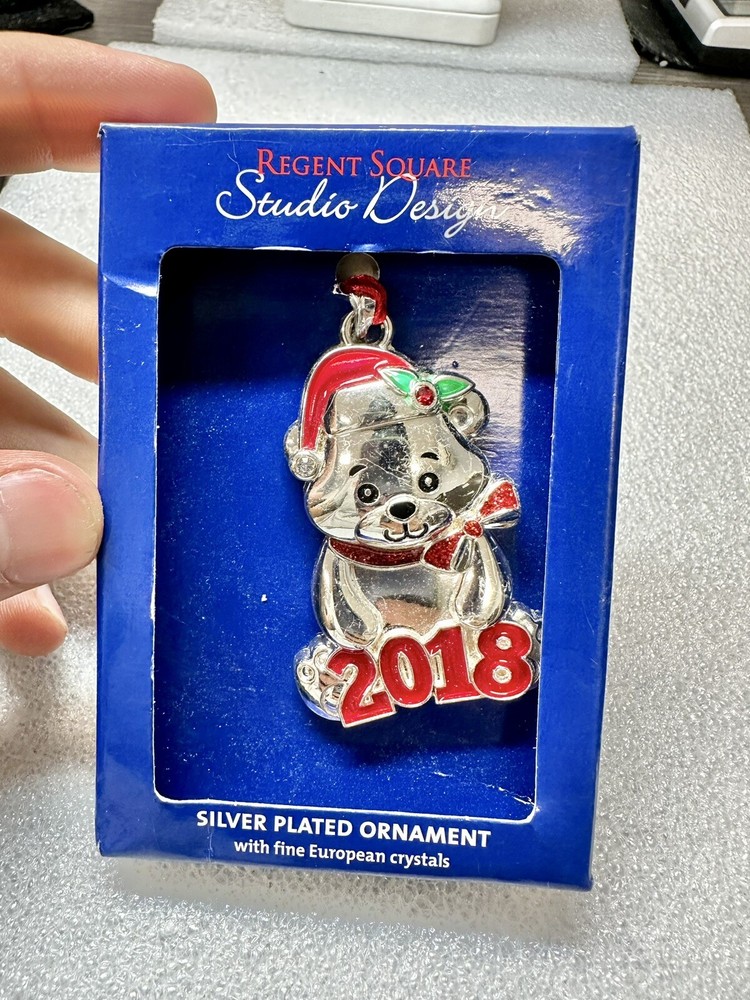 REGENT SQUARE
Studio Design
2018
SILVER PLATED ORNAMENT
with fine European crystals